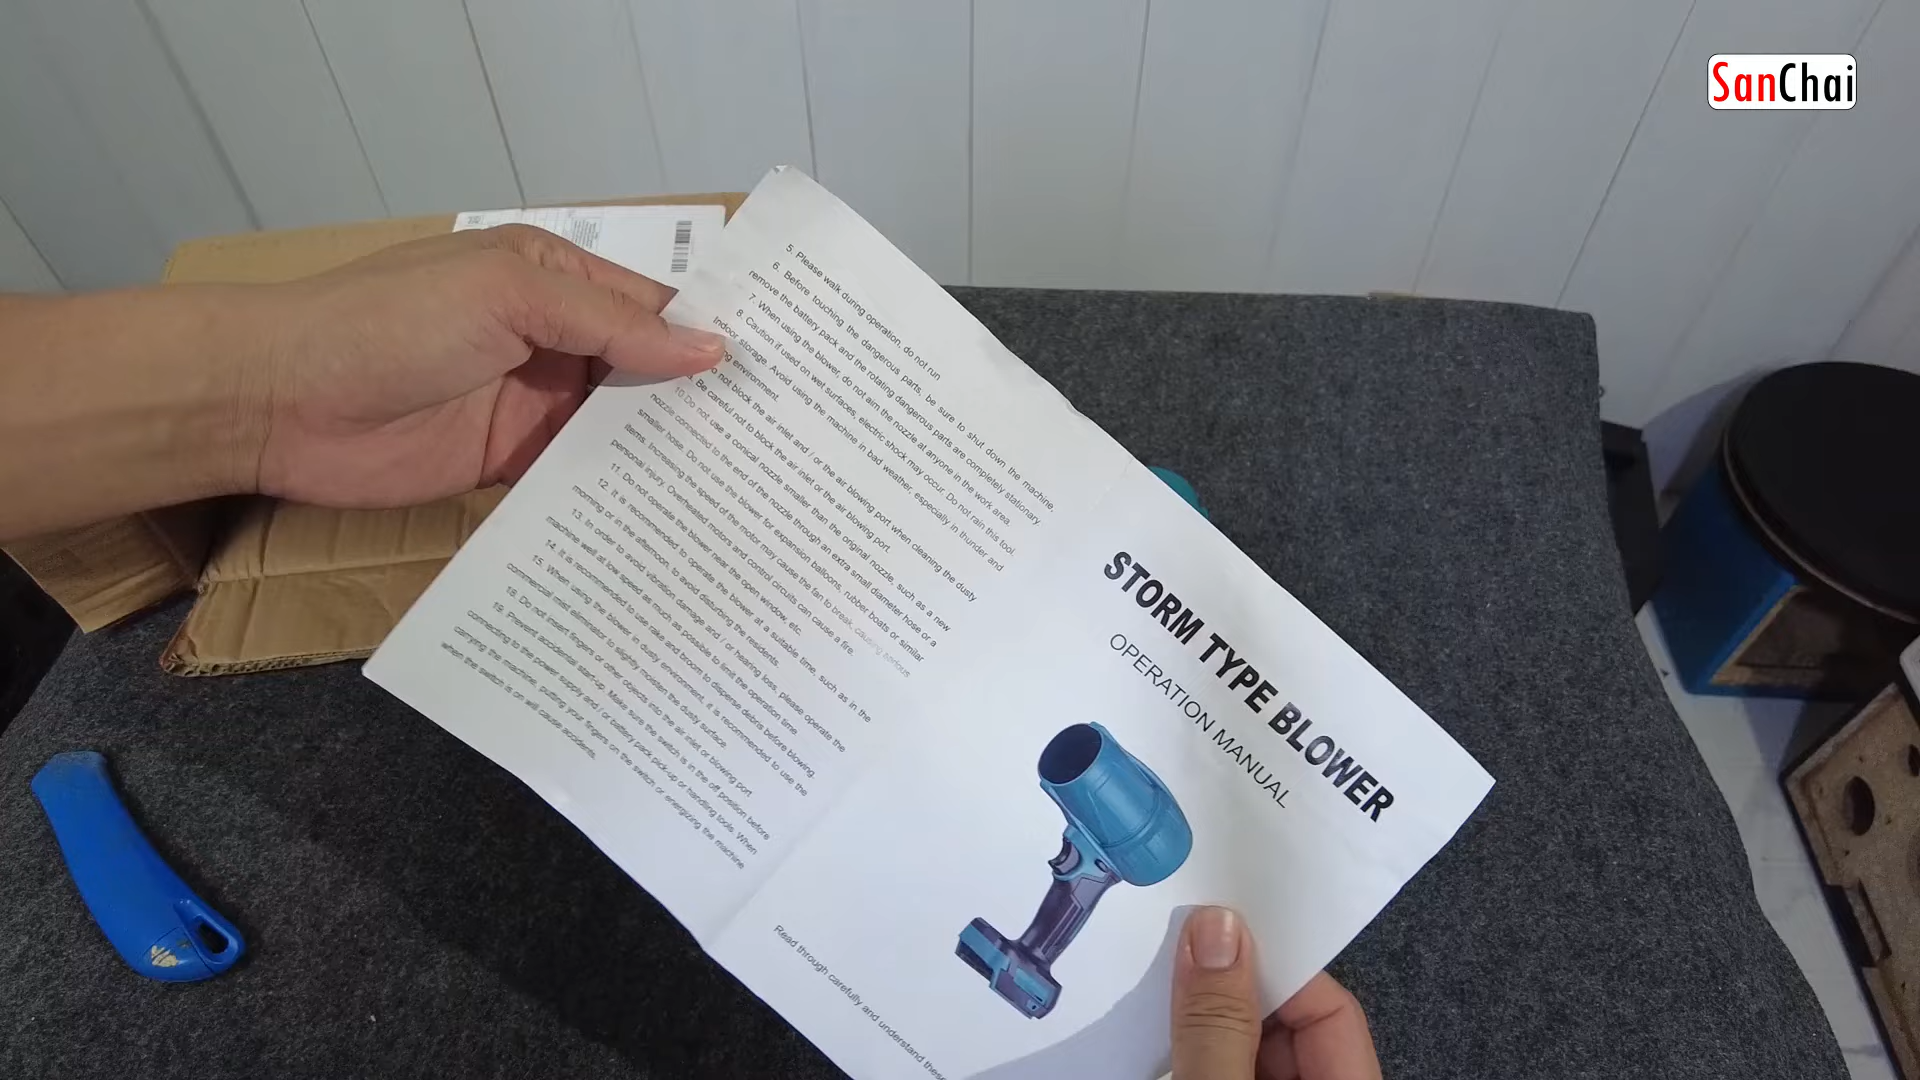 SanChai
5. Please walk during operation, do not run
6. Before touching the dangerous parts, be sure to shut down the machine,
remove the battery pack and the rotating dangerous parts are completely stationary
7. When using the blower, do not aim the nozzle at anyone in the work area.
8. Caution if used on wet surfaces, electric shock may occur. Do not rain this tool.
Indoor storage. Avoid using the machine in bad weather, especially in thunder and
environment.
not block the air inlet and / or the air blowing port when cleaning the dusty
Be careful not to block the air inlet or the air blowing port.
10.Do not use a conical nozzle smaller than the original nozzle, such as a new
nozzle connected to the end of the nozzle through an extra small diameter hose or a
smaller hose. Do not use the blower for expansion balloons, rubber boats or similar
items. Increasing the speed of the motor may cause the fan to break, causing serious
personal injury. Overheated motors and control circuits can cause a fire.
11. Do not operate the blower near the open window, etc.
12. It is recommended to operate the blower at a suitable time, such as in the
morning or in the afternoon, to avoid disturbing the residents.
13. In order to avoid vibration damage and / or hearing loss, please operate the
machine well at low speed as much as possible to limit the operation time
14. It is recommended to use rake and broom to disperse debris before blowing.
15. When using the blower in dusty environment, it is recommended to use the
commercial mist eliminator to slightly moisten the dusty surface.
18. Do not insert fingers or other objects into the air inlet or blowing port
19. Prevent accidental start-up. Make sure the switch is in the off position before
connecting to the power supply and / or battery pack, pick-up or handling tools. When
carrying the machine, putting your fingers on the switch or energizing the machine
when the switch is on will cause accidents.
STORM TYPE BLOWER
OPERATION MANUAL
Read through carefully and understand these